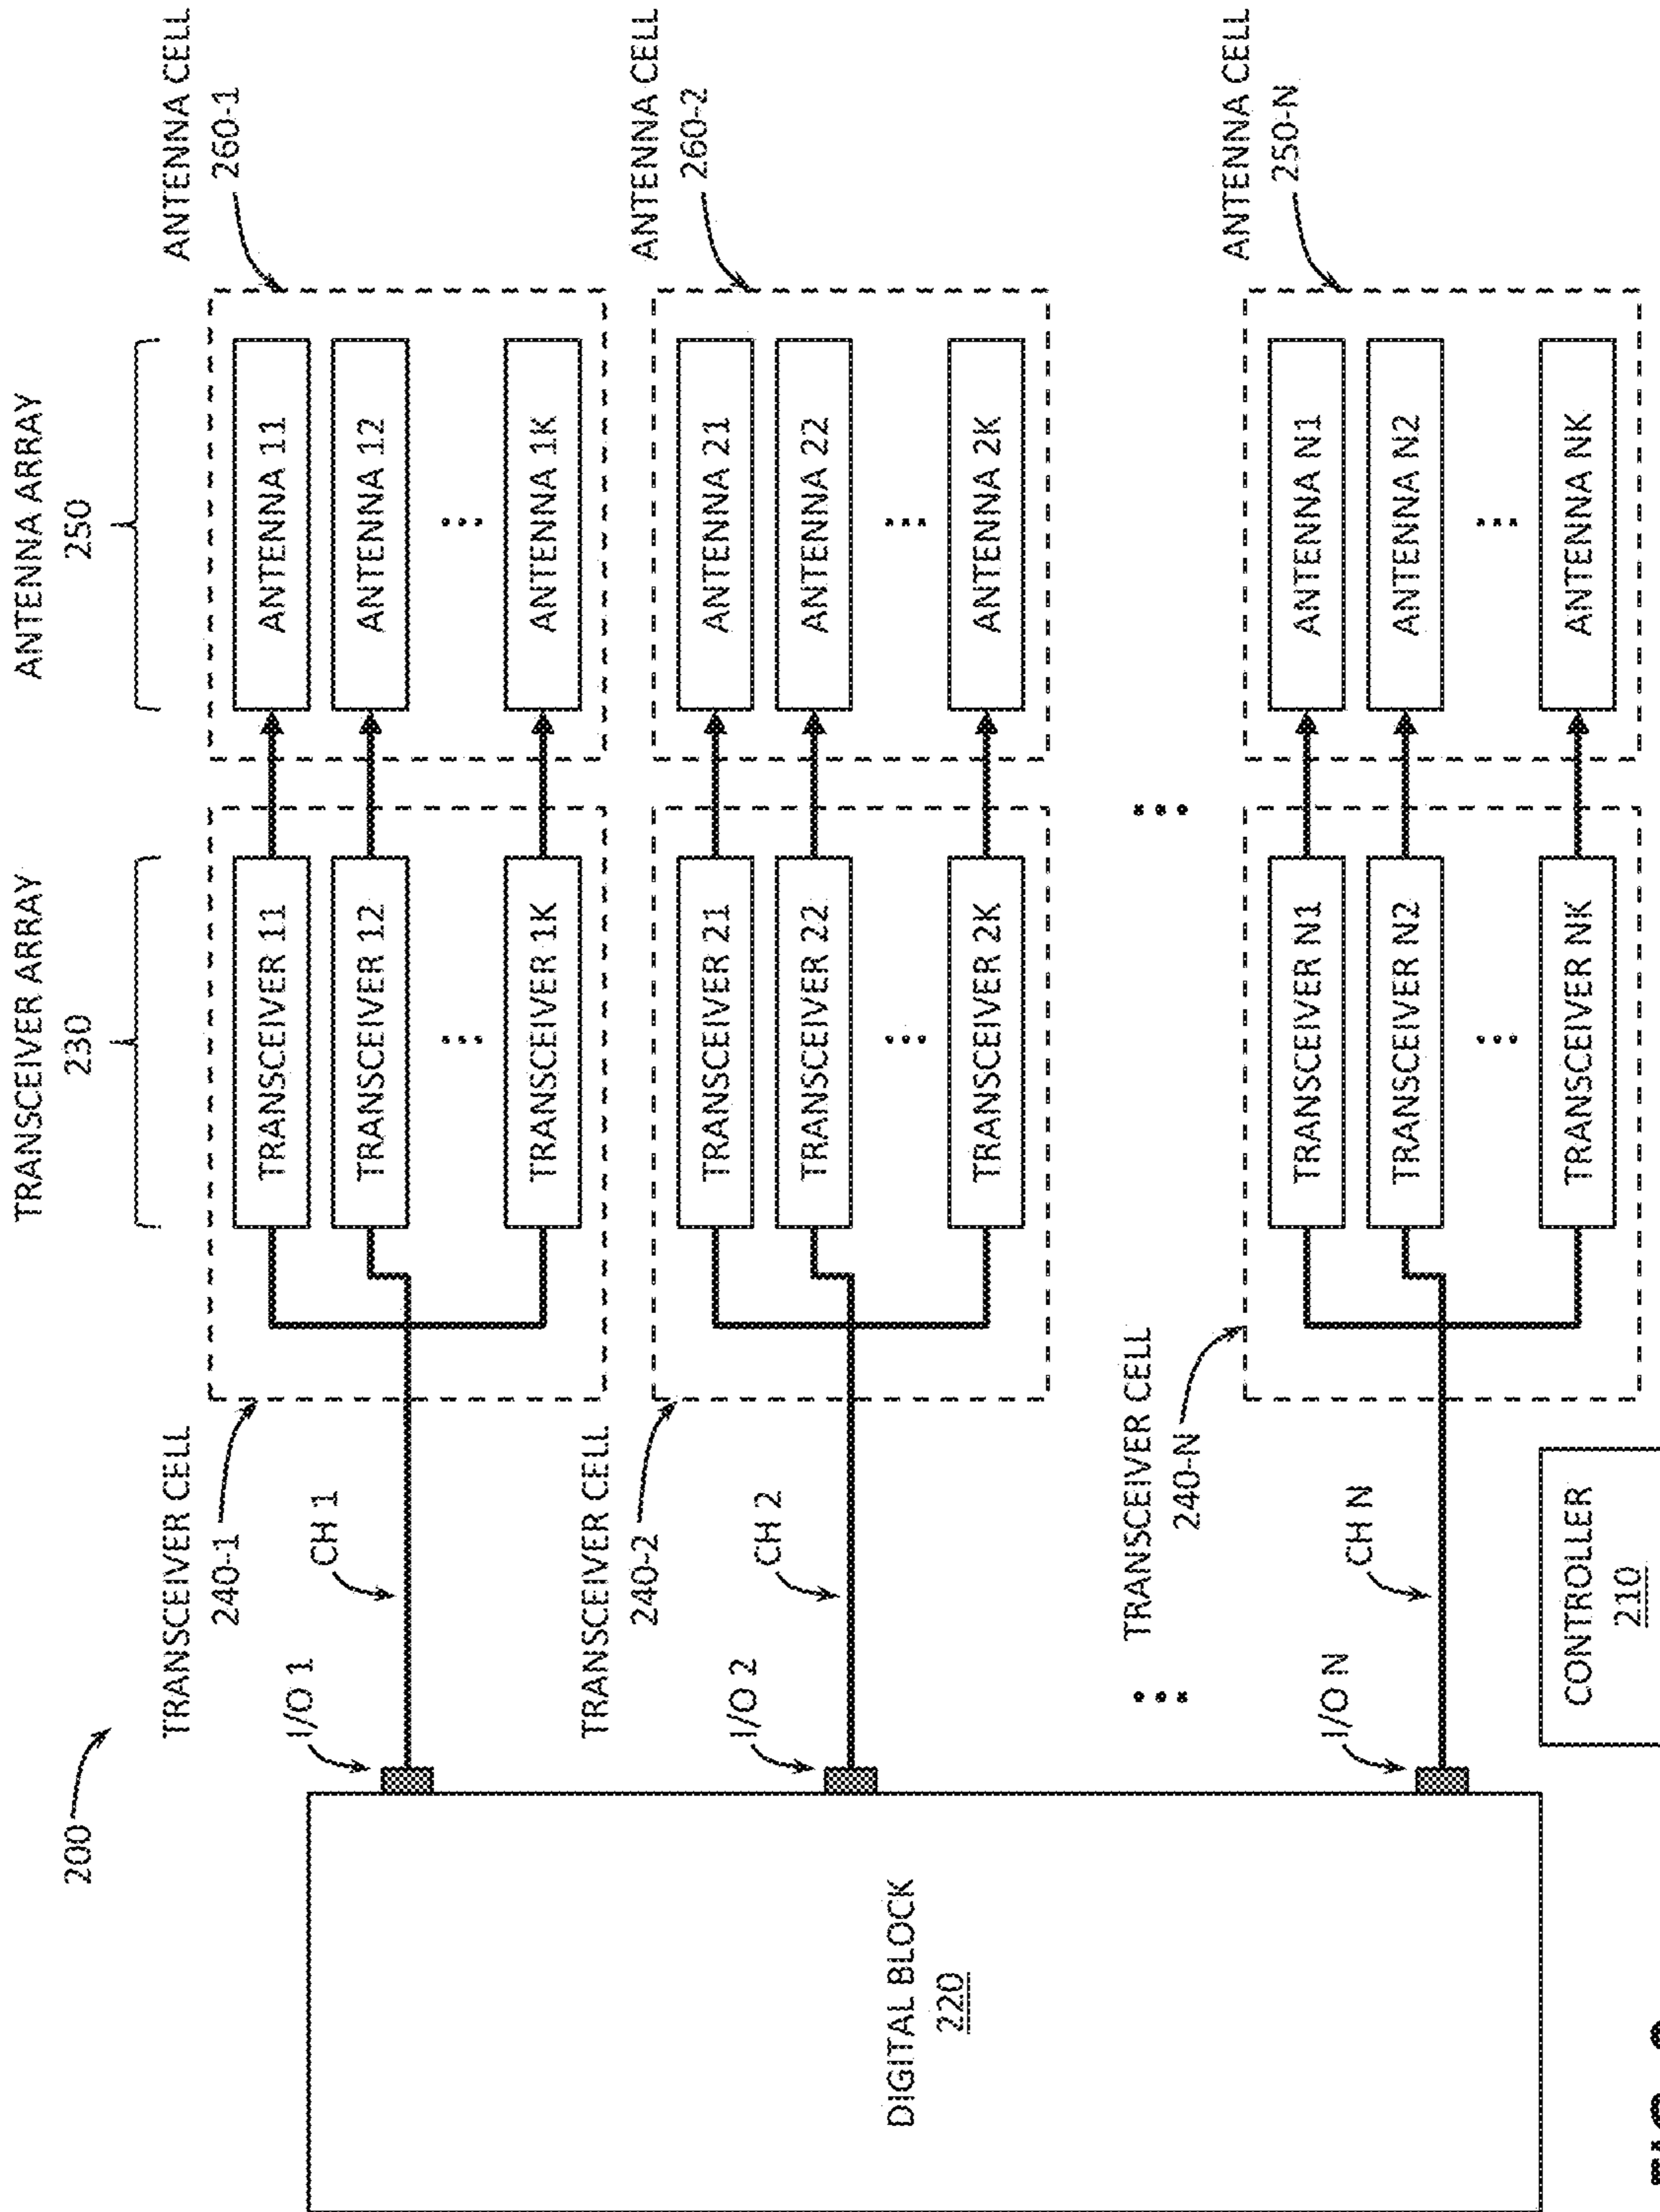 200
TRANSCEIVER ARRAY
230
ANTENNA ARRAY
250
TRANSCEIVER CELL
240-1
ANTENNA CELL
260-1
I/O 1
CH 1
TRANSCEIVER 11
ANTENNA 11
TRANSCEIVER 12
ANTENNA 12
...
...
TRANSCEIVER 1K
ANTENNA 1K
TRANSCEIVER CELL
240-2
ANTENNA CELL
260-2
I/O 2
CH 2
TRANSCEIVER 21
ANTENNA 21
TRANSCEIVER 22
ANTENNA 22
...
...
TRANSCEIVER 2K
ANTENNA 2K
DIGITAL BLOCK
220
...
...
TRANSCEIVER CELL
240-N
ANTENNA CELL
250-N
I/O N
CH N
TRANSCEIVER N1
ANTENNA N1
TRANSCEIVER N2
ANTENNA N2
...
...
TRANSCEIVER NK
ANTENNA NK
CONTROLLER
210